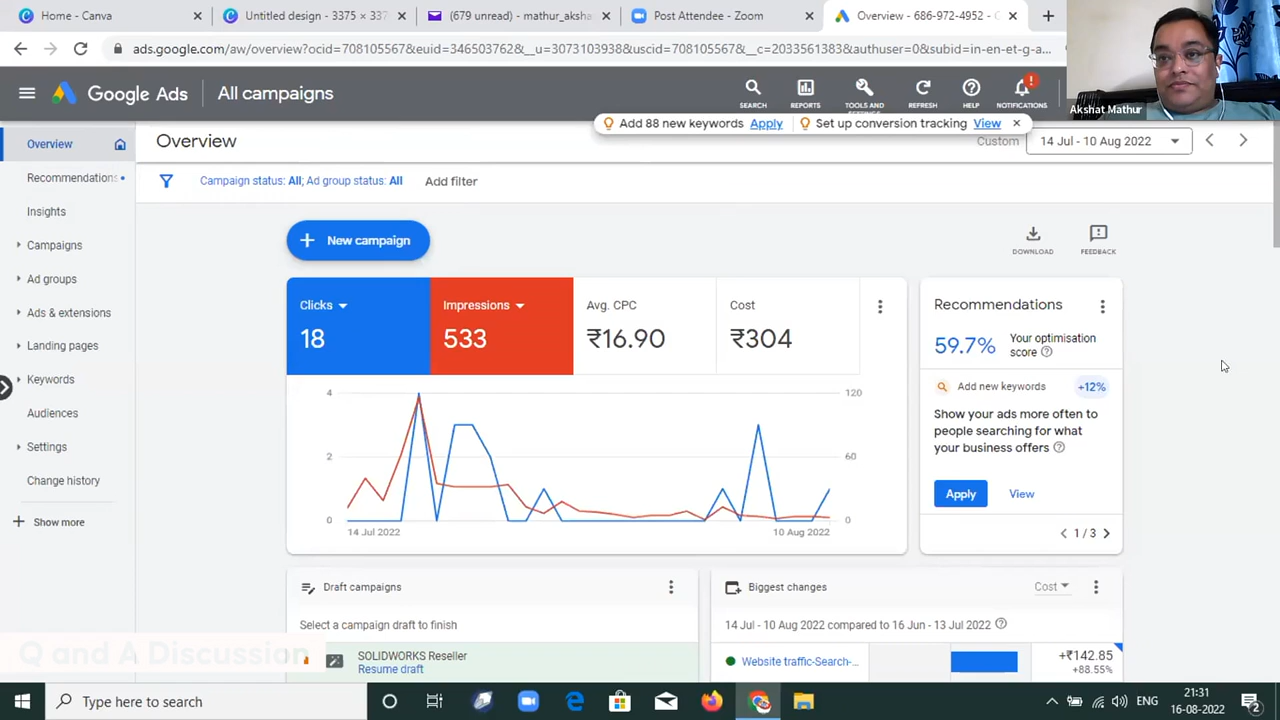 Home - Canva
Untitled design - 3375 × 337
(679 unread) - mathur_aksha
Post Attendee - Zoom
Overview - 686-972-4952 - G
ads.google.com/aw/overview?ocid=708105567&euid=346503762&__u=3073103938&uscid=708105567&__c=2033561383&authuser=0&subid=in-en-et-g-a...
Akshat Mathur
Google Ads
All campaigns
SEARCH
REPORTS
TOOLS AND
SETTINGS
REFRESH
HELP
NOTIFICATIONS
Add 88 new keywords Apply
Set up conversion tracking View
Overview
Custom
14 Jul - 10 Aug 2022
Campaign status: All; Ad group status: All
Add filter
Overview
Recommendations
Insights
Campaigns
Ad groups
Ads & extensions
Landing pages
Keywords
Audiences
Settings
Change history
Show more
New campaign
DOWNLOAD
FEEDBACK
Clicks
18
Impressions
533
Avg. CPC
₹16.90
Cost
₹304
4
2
0
120
60
0
14 Jul 2022
10 Aug 2022
Recommendations
59.7%
Your optimisation
score
Add new keywords
+12%
Show your ads more often to
people searching for what
your business offers
Apply
View
1 / 3
Draft campaigns
Select a campaign draft to finish
SOLIDWORKS Reseller
Resume draft
Biggest changes
Cost
14 Jul - 10 Aug 2022 compared to 16 Jun - 13 Jul 2022
Website traffic-Search-...
+₹142.85
+88.55%
Q and A Discussion
Type here to search
ENG
21:31
16-08-2022
2